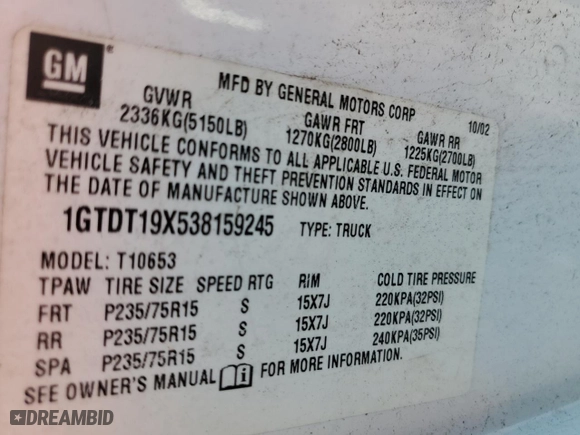 GM ®
MFD BY GENERAL MOTORS CORP 10/02
GVWR GAWR FRT GAWR RR
2336KG(5150LB) 1270KG(2800LB) 1225KG(2700LB)
THIS VEHICLE CONFORMS TO ALL APPLICABLE U.S. FEDERAL MOTOR
VEHICLE SAFETY AND THEFT PREVENTION STANDARDS IN EFFECT ON
THE DATE OF MANUFACTURE SHOWN ABOVE.
1GTDT19X538159245 TYPE: TRUCK
MODEL: T10653
TPAW TIRE SIZE SPEED RTG RIM COLD TIRE PRESSURE
FRT P235/75R15 S 15X7J 220KPA(32PSI)
RR P235/75R15 S 15X7J 220KPA(32PSI)
SPA P235/75R15 S 15X7J 240KPA(35PSI)
SEE OWNER'S MANUAL FOR MORE INFORMATION.
DREAMBID